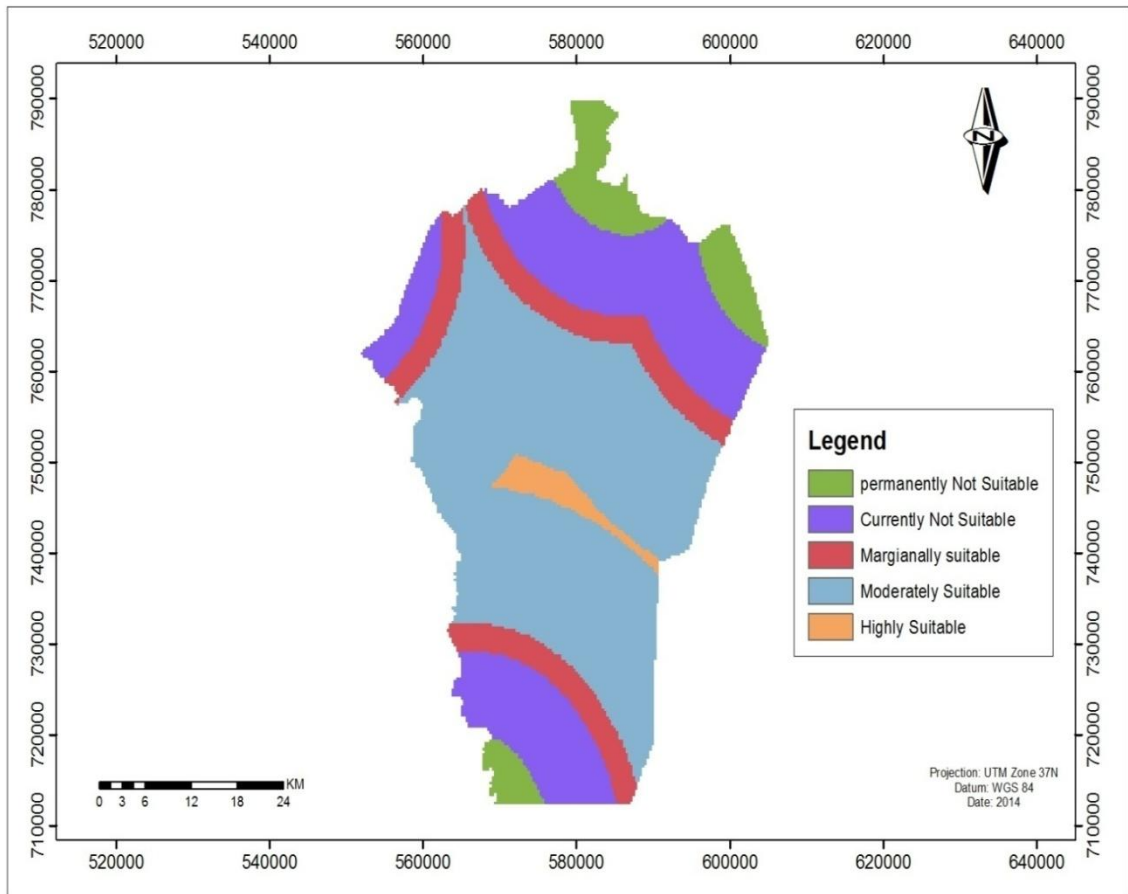 520000 540000 560000 580000 600000 620000 640000
790000 790000
780000 780000
770000 770000
760000 760000
750000 750000
740000 740000
730000 730000
720000 720000
710000 710000
N
Legend
permanently Not Suitable
Currently Not Suitable
Margianally suitable
Moderately Suitable
Highly Suitable
KM
0 3 6 12 18 24
Projection: UTM Zone 37N
Datum: WGS 84
Date: 2014
520000 540000 560000 580000 600000 620000 640000